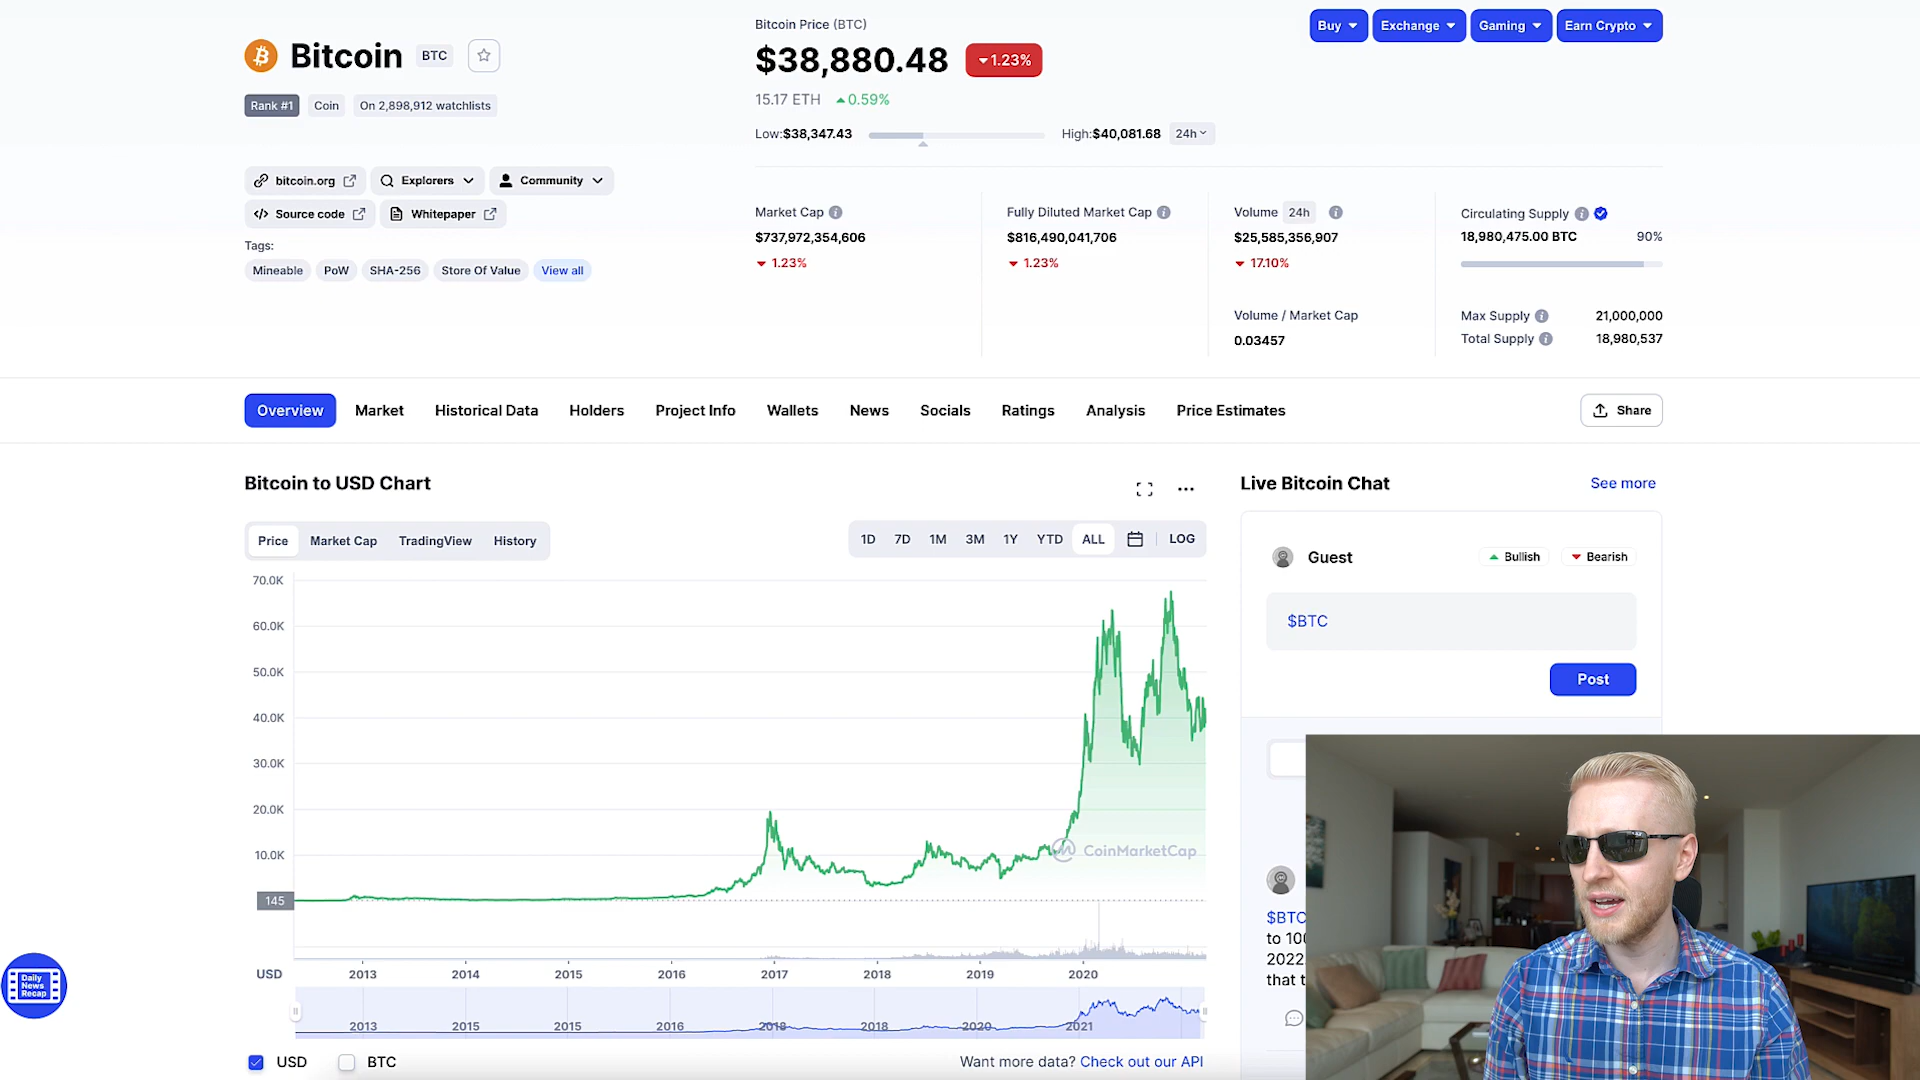 Bitcoin BTC
Rank #1 Coin On 2,898,912 watchlists
bitcoin.org Explorers Community
Source code Whitepaper
Tags:
Mineable PoW SHA-256 Store Of Value View all
Bitcoin Price (BTC)
$38,880.48 1.23%
15.17 ETH 0.59%
Low:$38,347.43 High:$40,081.68 24h
Buy Exchange Gaming Earn Crypto
Market Cap
$737,972,354,606
1.23%
Fully Diluted Market Cap
$816,490,041,706
1.23%
Volume 24h
$25,585,356,907
17.10%
Volume / Market Cap
0.03457
Circulating Supply
18,980,475.00 BTC 90%
Max Supply 21,000,000
Total Supply 18,980,537
Overview Market Historical Data Holders Project Info Wallets News Socials Ratings Analysis Price Estimates Share
Bitcoin to USD Chart
Price Market Cap TradingView History
1D 7D 1M 3M 1Y YTD ALL LOG
70.0K
60.0K
50.0K
40.0K
30.0K
20.0K
10.0K
145
CoinMarketCap
USD 2013 2014 2015 2016 2017 2018 2019 2020
2013 2015 2015 2016 2018 2018 2020 2021
USD BTC
Want more data? Check out our API
Live Bitcoin Chat See more
Guest Bullish Bearish
$BTC
Post
$BTC
to 100
2022
that t
Daily
News
Recap